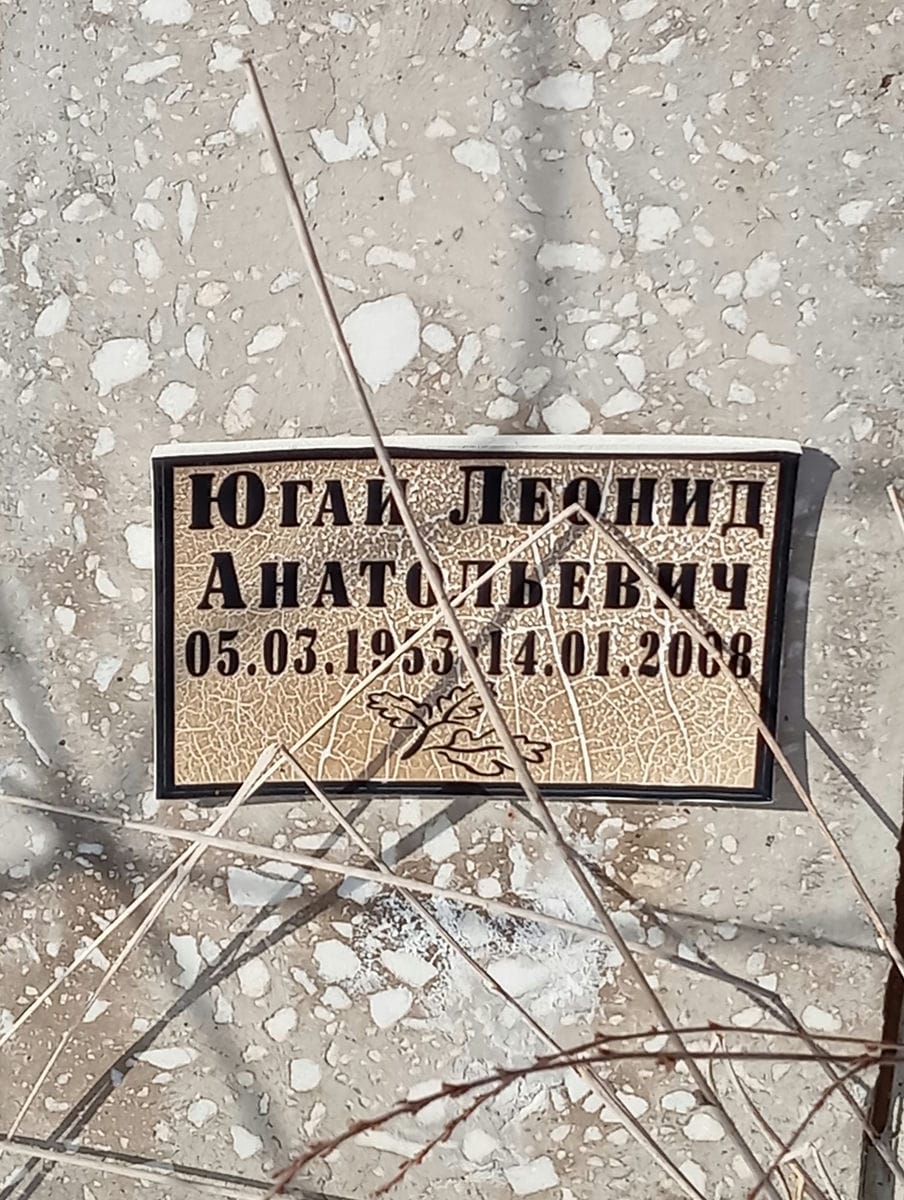 Югай Леонид
Анатольевич
05.03.1953-14.01.2008